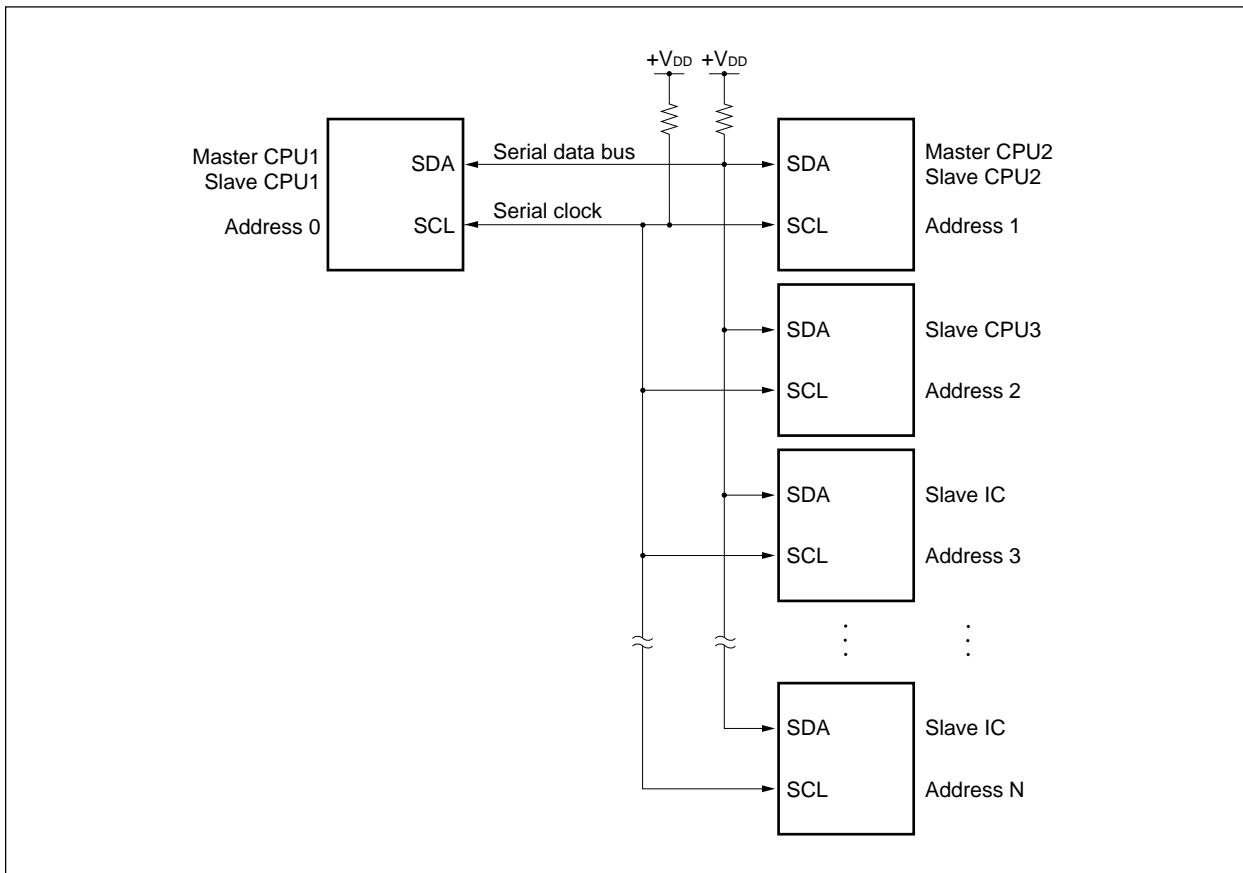 +VDD +VDD
Master CPU1
Slave CPU1
Address 0
SDA
SCL
Serial data bus
Serial clock
SDA
SCL
Master CPU2
Slave CPU2
Address 1
SDA
SCL
Slave CPU3
Address 2
SDA
SCL
Slave IC
Address 3
SDA
SCL
Slave IC
Address N